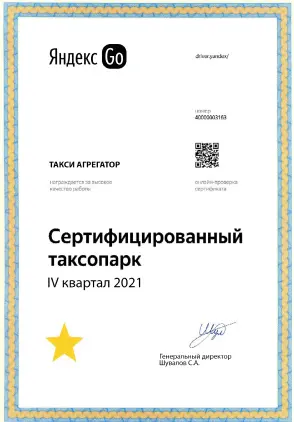 Яндекс Go
driver.yandex/
номер
40000003163
ТАКСИ АГРЕГАТОР
награждается за высокое
качество работы
онлайн-проверка
сертификата
Сертифицированный
таксопарк
IV квартал 2021
Генеральный директор
Шувалов С.А.